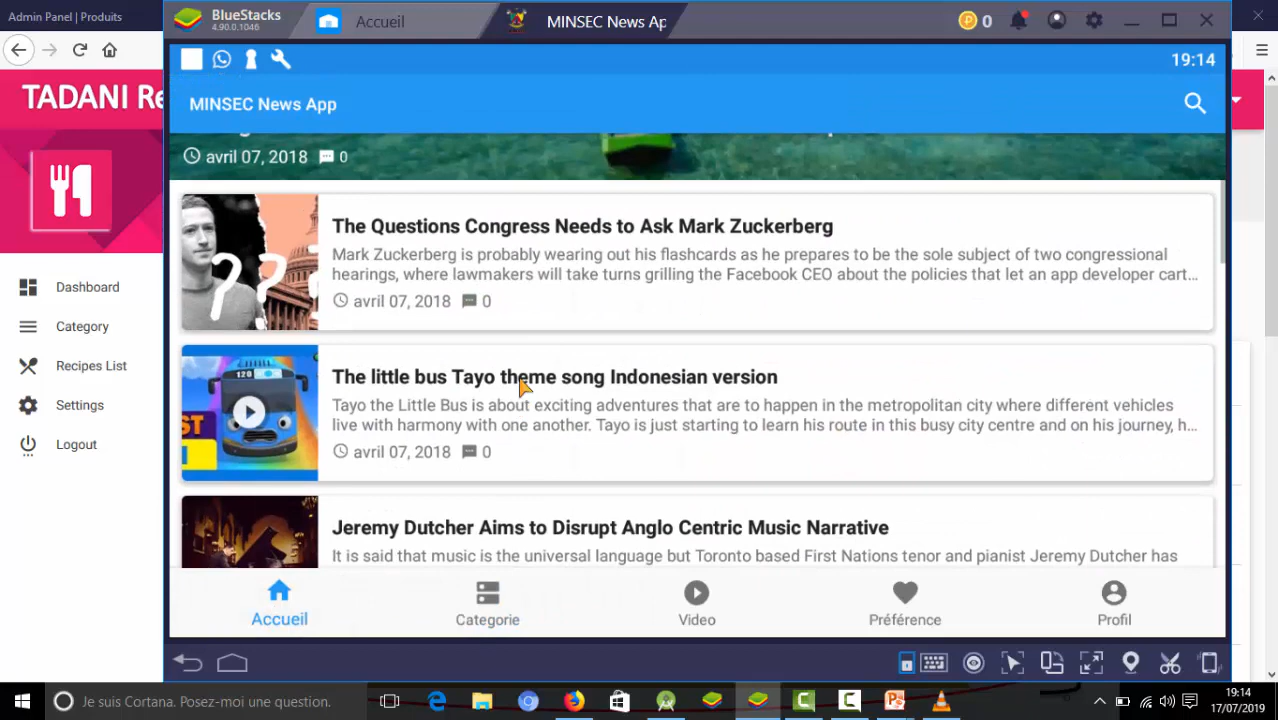 Admin Panel | Produits
BlueStacks
4.90.0.1046
Accueil
MINSEC News Ap
0
19:14
TADANI Re
MINSEC News App
avril 07, 2018 0
The Questions Congress Needs to Ask Mark Zuckerberg
Mark Zuckerberg is probably wearing out his flashcards as he prepares to be the sole subject of two congressional
hearings, where lawmakers will take turns grilling the Facebook CEO about the policies that let an app developer cart...
avril 07, 2018 0
Dashboard
Category
Recipes List
Settings
Logout
120
The little bus Tayo theme song Indonesian version
Tayo the Little Bus is about exciting adventures that are to happen in the metropolitan city where different vehicles
live with harmony with one another. Tayo is just starting to learn his route in this busy city centre and on his journey, h...
avril 07, 2018 0
Jeremy Dutcher Aims to Disrupt Anglo Centric Music Narrative
It is said that music is the universal language but Toronto based First Nations tenor and pianist Jeremy Dutcher has
Accueil
Categorie
Video
Préférence
Profil
Je suis Cortana. Posez-moi une question.
19:14
17/07/2019